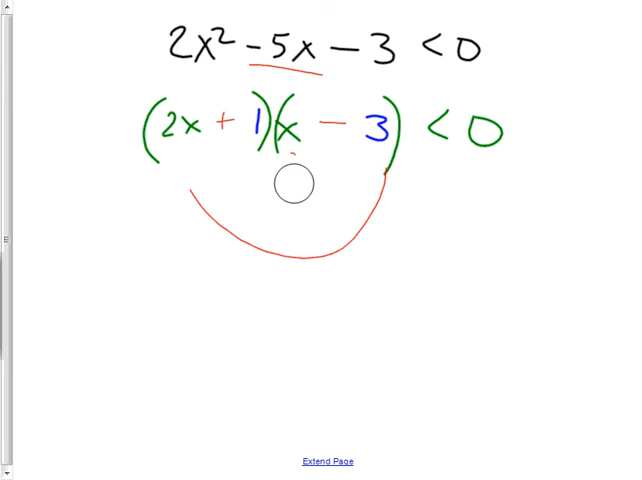 2x² - 5x - 3 < 0
(2x + 1)(x - 3) < 0
Extend Page